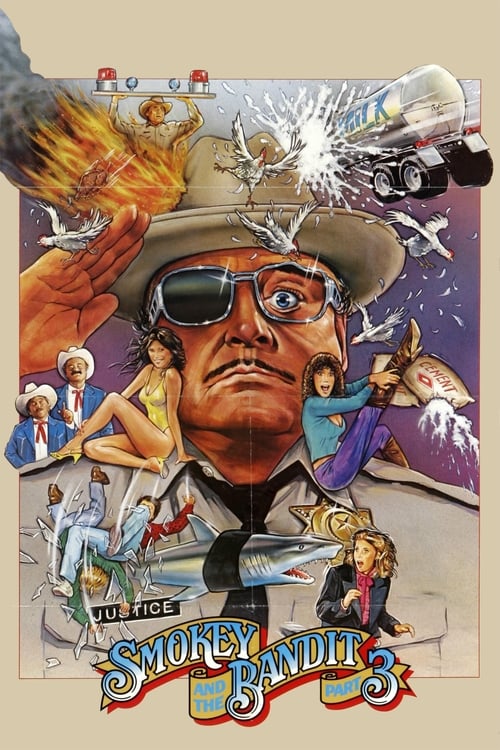 MILK
CEMENT
JUSTICE
SMOKEY
AND THE
BANDIT
PART
3